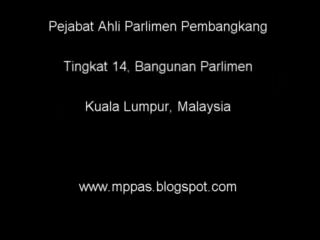 Pejabat Ahli Parlimen Pembangkang
Tingkat 14, Bangunan Parlimen
Kuala Lumpur, Malaysia
www.mppas.blogspot.com